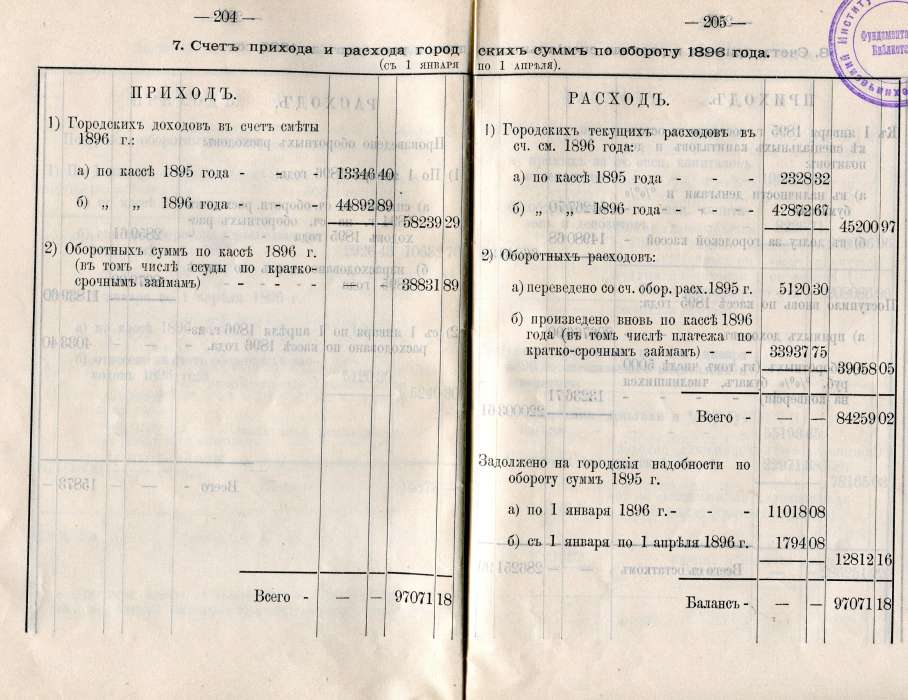 — 204 —
7. Счетъ прихода и расхода город
(съ 1 января
ПРИХОДЪ.
1) Городскихъ доходовъ въ счетъ смѣты
1896 г.:
а) по кассѣ 1895 года - - - 13346 40
б) „ „ 1896 года - - - 44892 89
58239 29
2) Оборотныхъ суммъ по кассѣ 1896 г.
(въ томъ числѣ ссуды по кратко-
срочнымъ займамъ) - - - - — — 38831 89
Всего - — — 97071 18
— 205 —
скихъ суммъ по обороту 1896 года.
по 1 апрѣля).
РАСХОДЪ.
1) Городскихъ текущихъ расходовъ въ
сч. см. 1896 года:
а) по кассѣ 1895 года - - - 2328 32
б) „ „ 1896 года - - - 42872 67
45200 97
2) Оборотныхъ расходовъ:
а) переведено со сч. обор. расх. 1895 г. 5120 30
б) произведено вновь по кассѣ 1896
года (въ томъ числѣ платежа по
кратко-срочнымъ займамъ) - - 33937 75
39058 05
Всего - — — 84259 02
Задолжено на городскія надобности по
обороту суммъ 1895 г.
а) по 1 января 1896 г. - - - 11018 08
б) съ 1 января по 1 апрѣля 1896 г. 1794 08
12812 16
Балансъ - — — 97071 18
Институт
Фундамента
Библиоте